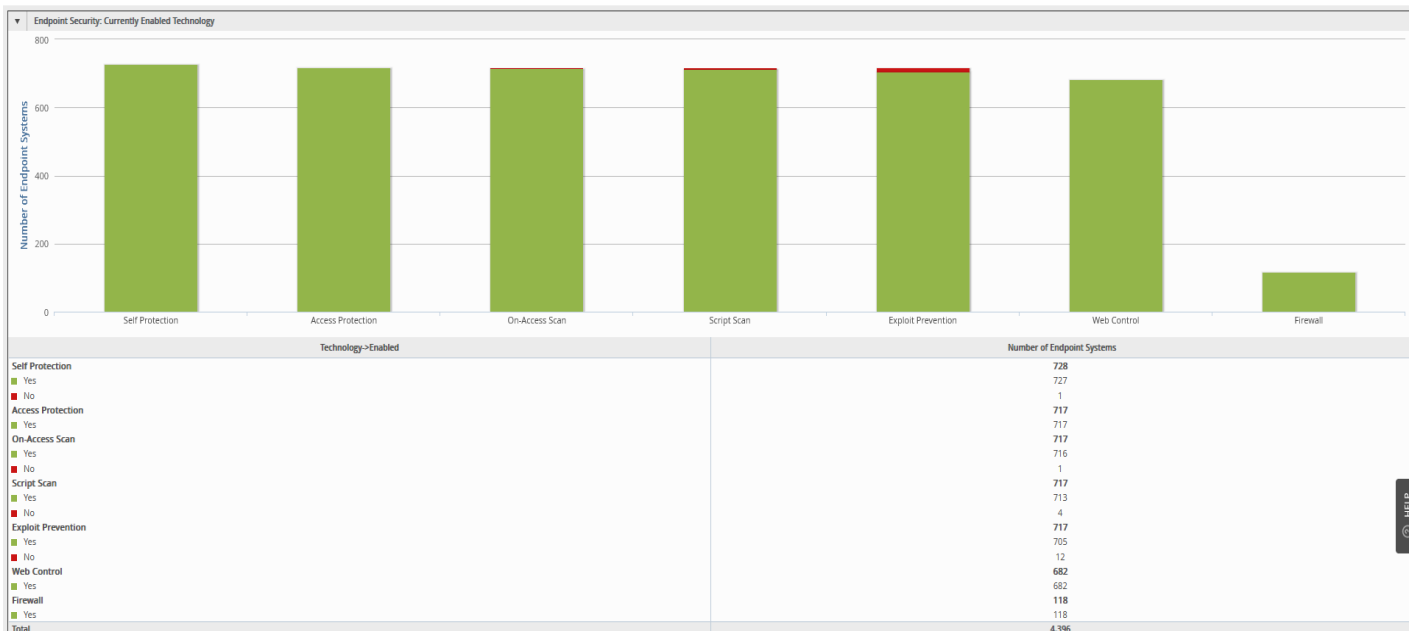 ▼ Endpoint Security: Currently Enabled Technology
800
600
400
200
0
Number of Endpoint Systems
Self Protection Access Protection On-Access Scan Script Scan Exploit Prevention Web Control Firewall
Technology->Enabled Number of Endpoint Systems
Self Protection 728
Yes 727
No 1
Access Protection 717
Yes 717
On-Access Scan 717
Yes 716
No 1
Script Scan 717
Yes 713
No 4
Exploit Prevention 717
Yes 705
No 12
Web Control 682
Yes 682
Firewall 118
Yes 118
Total 4,396
HELP